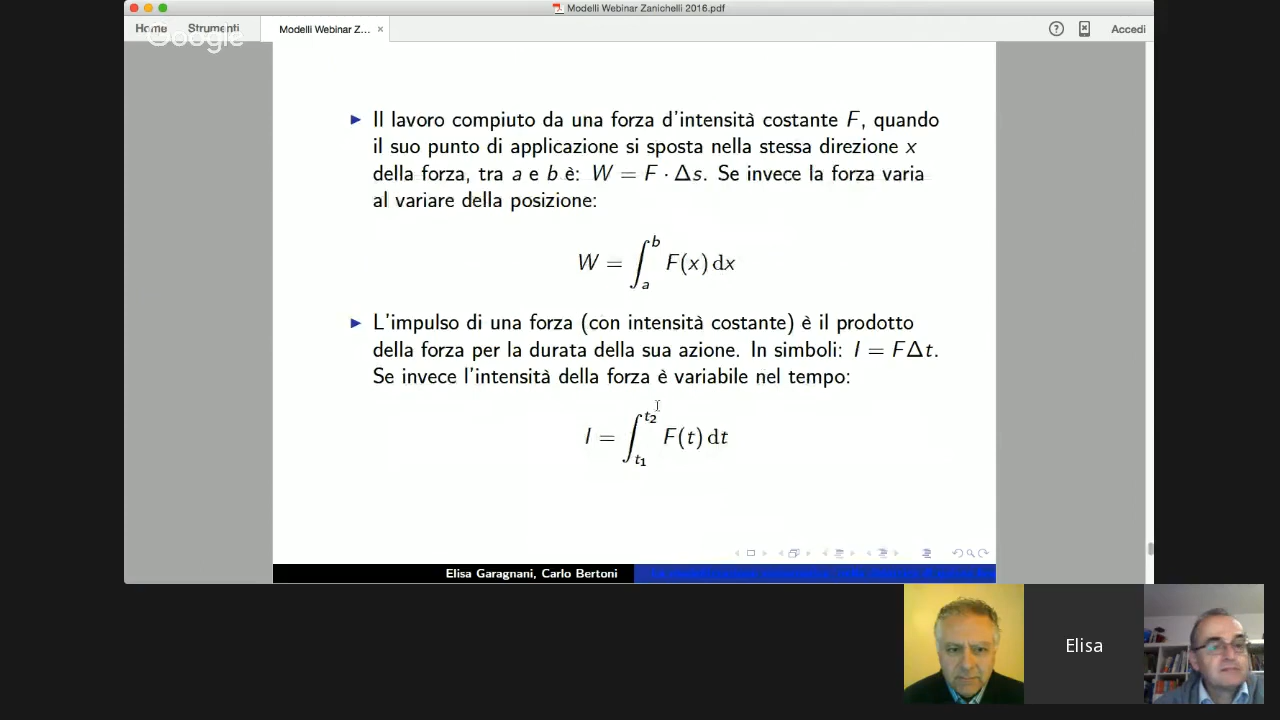 Modelli Webinar Zanichelli 2016.pdf
Home Strumenti Modelli Webinar Z... × ? Accedi
Google
► Il lavoro compiuto da una forza d'intensità costante F, quando
il suo punto di applicazione si sposta nella stessa direzione x
della forza, tra a e b è: W = F · Δs. Se invece la forza varia
al variare della posizione:
W = ∫_a^b F(x) dx
► L'impulso di una forza (con intensità costante) è il prodotto
della forza per la durata della sua azione. In simboli: I = FΔt.
Se invece l'intensità della forza è variabile nel tempo:
I = ∫_{t₁}^{t₂} F(t) dt
Elisa Garagnani, Carlo Bertoni
Elisa